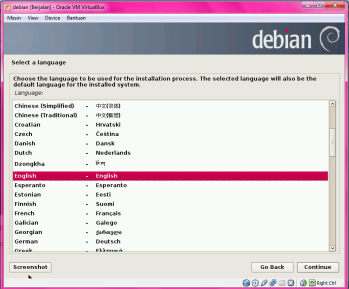 debian [Berjalan] - Oracle VM VirtualBox
Mesin View Device Bantuan
debian
Select a language
Choose the language to be used for the installation process. The selected language will also be the
default language for the installed system.
Language:
Chinese (Simplified) - 中文(简体)
Chinese (Traditional) - 中文(繁體)
Croatian - Hrvatski
Czech - Čeština
Danish - Dansk
Dutch - Nederlands
Dzongkha - རྫོང་ཁ
English - English
Esperanto - Esperanto
Estonian - Eesti
Finnish - Suomi
French - Français
Galician - Galego
Georgian - ქართული
German - Deutsch
Greek - Ελληνικά
Screenshot
Go Back
Continue
Right Ctrl